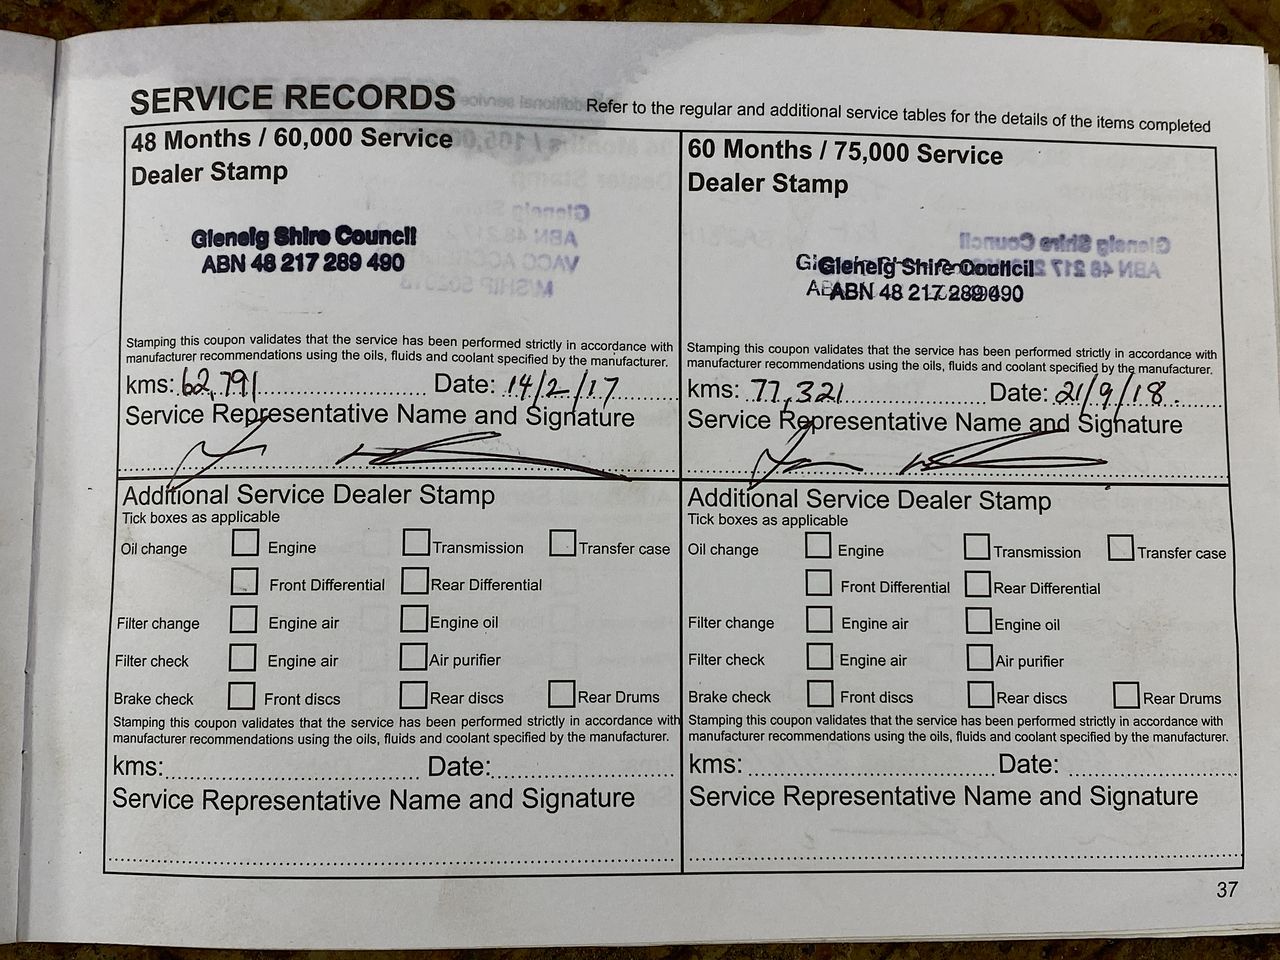 SERVICE RECORDS Refer to the regular and additional service tables for the details of the items completed
48 Months / 60,000 Service
Dealer Stamp
Glenelg Shire Council
ABN 48 217 289 490
Stamping this coupon validates that the service has been performed strictly in accordance with
manufacturer recommendations using the oils, fluids and coolant specified by the manufacturer.
kms: 62,791 Date: 14/2/17
Service Representative Name and Signature
Additional Service Dealer Stamp
Tick boxes as applicable
Oil change Engine Transmission Transfer case
Front Differential Rear Differential
Filter change Engine air Engine oil
Filter check Engine air Air purifier
Brake check Front discs Rear discs Rear Drums
Stamping this coupon validates that the service has been performed strictly in accordance with
manufacturer recommendations using the oils, fluids and coolant specified by the manufacturer.
kms: Date:
Service Representative Name and Signature
60 Months / 75,000 Service
Dealer Stamp
Glenelg Shire Council
ABN 48 217 289 490
Stamping this coupon validates that the service has been performed strictly in accordance with
manufacturer recommendations using the oils, fluids and coolant specified by the manufacturer.
kms: 77,321 Date: 21/9/18.
Service Representative Name and Signature
Additional Service Dealer Stamp
Tick boxes as applicable
Oil change Engine Transmission Transfer case
Front Differential Rear Differential
Filter change Engine air Engine oil
Filter check Engine air Air purifier
Brake check Front discs Rear discs Rear Drums
Stamping this coupon validates that the service has been performed strictly in accordance with
manufacturer recommendations using the oils, fluids and coolant specified by the manufacturer.
kms: Date:
Service Representative Name and Signature
37